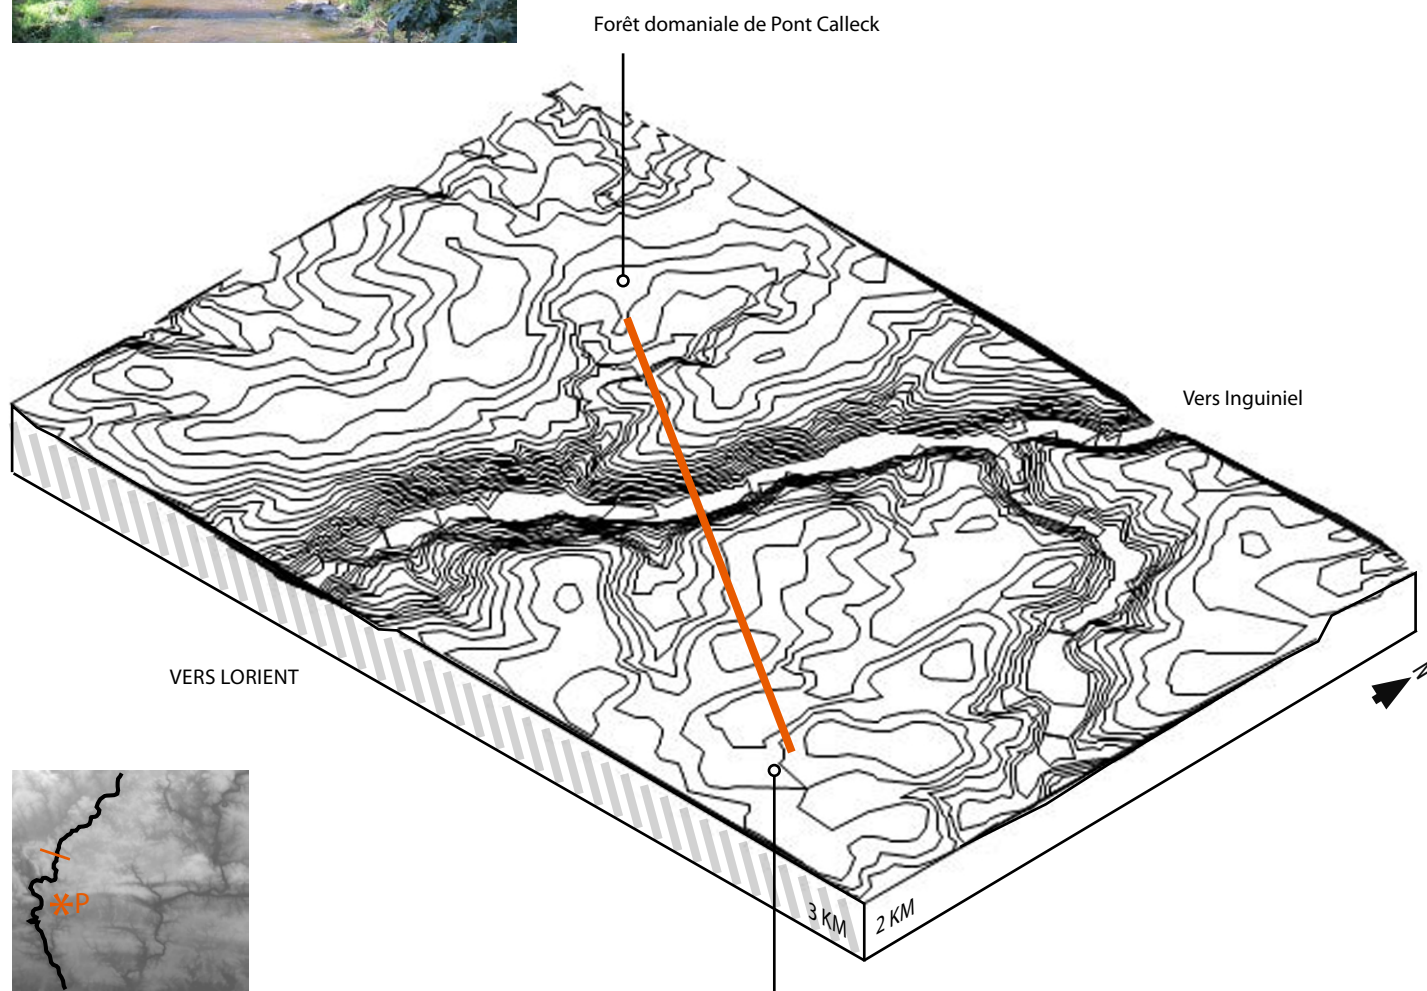 Forêt domaniale de Pont Calleck
Vers Inguiniel
N
VERS LORIENT
P
3 KM
2 KM